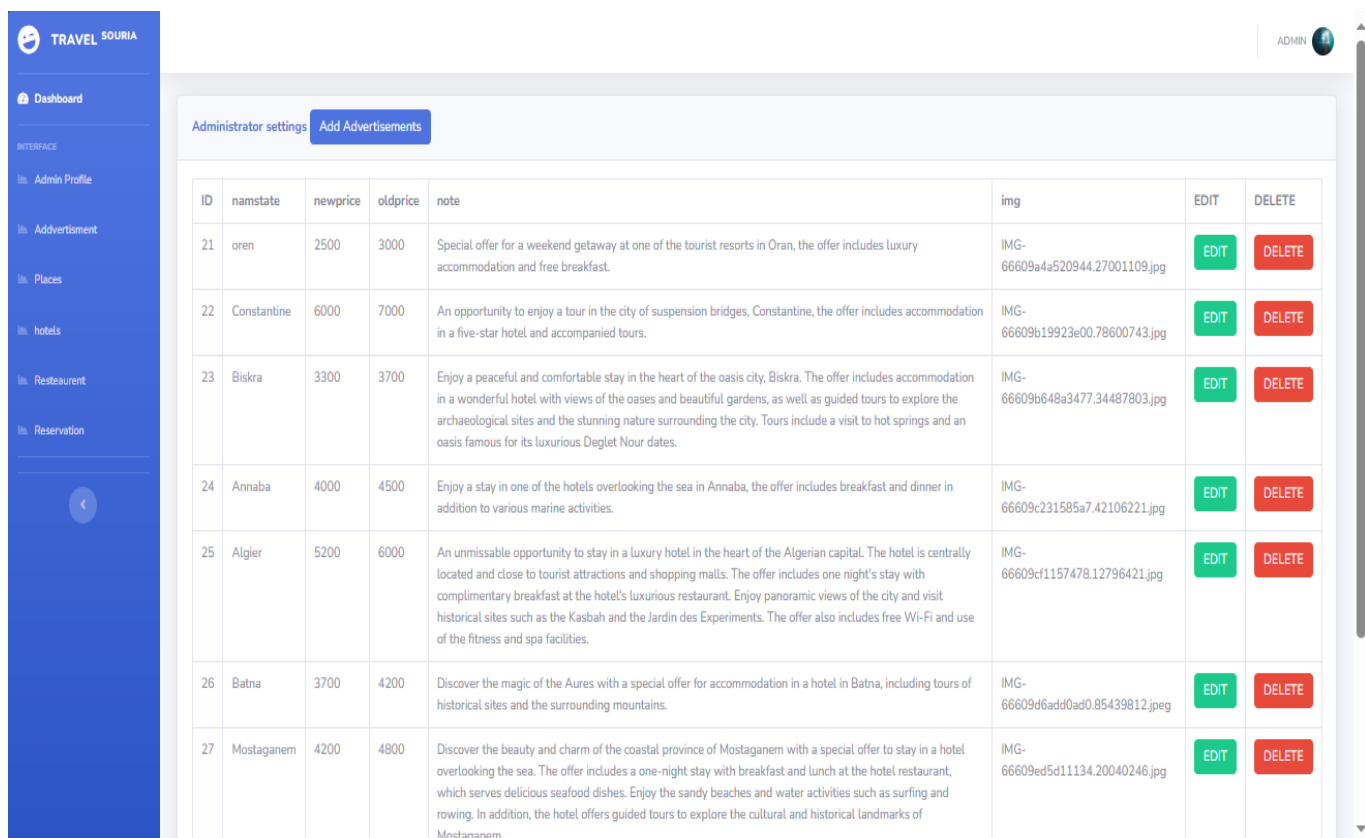 TRAVEL SOURIA
ADMIN
Dashboard
INTERFACE
Admin Profile
Addvertisment
Places
hotels
Resteaurent
Reservation
Administrator settings Add Advertisements
ID namstate newprice oldprice note img EDIT DELETE
21 oren 2500 3000 Special offer for a weekend getaway at one of the tourist resorts in Oran, the offer includes luxury IMG- EDIT DELETE
accommodation and free breakfast. 66609a4a520944.27001109.jpg
22 Constantine 6000 7000 An opportunity to enjoy a tour in the city of suspension bridges, Constantine, the offer includes accommodation IMG- EDIT DELETE
in a five-star hotel and accompanied tours. 66609b19923e00.78600743.jpg
23 Biskra 3300 3700 Enjoy a peaceful and comfortable stay in the heart of the oasis city, Biskra. The offer includes accommodation IMG- EDIT DELETE
in a wonderful hotel with views of the oases and beautiful gardens, as well as guided tours to explore the 66609b648a3477.34487803.jpg
archaeological sites and the stunning nature surrounding the city. Tours include a visit to hot springs and an
oasis famous for its luxurious Deglet Nour dates.
24 Annaba 4000 4500 Enjoy a stay in one of the hotels overlooking the sea in Annaba, the offer includes breakfast and dinner in IMG- EDIT DELETE
addition to various marine activities. 66609c231585a7.42106221.jpg
25 Algier 5200 6000 An unmissable opportunity to stay in a luxury hotel in the heart of the Algerian capital. The hotel is centrally IMG- EDIT DELETE
located and close to tourist attractions and shopping malls. The offer includes one night's stay with 66609cf1157478.12796421.jpg
complimentary breakfast at the hotel's luxurious restaurant. Enjoy panoramic views of the city and visit
historical sites such as the Kasbah and the Jardin des Experiments. The offer also includes free Wi-Fi and use
of the fitness and spa facilities.
26 Batna 3700 4200 Discover the magic of the Aures with a special offer for accommodation in a hotel in Batna, including tours of IMG- EDIT DELETE
historical sites and the surrounding mountains. 66609d6add0ad0.85439812.jpeg
27 Mostaganem 4200 4800 Discover the beauty and charm of the coastal province of Mostaganem with a special offer to stay in a hotel IMG- EDIT DELETE
overlooking the sea. The offer includes a one-night stay with breakfast and lunch at the hotel restaurant, 66609ed5d11134.20040246.jpg
which serves delicious seafood dishes. Enjoy the sandy beaches and water activities such as surfing and
rowing. In addition, the hotel offers guided tours to explore the cultural and historical landmarks of
Mostaganem.